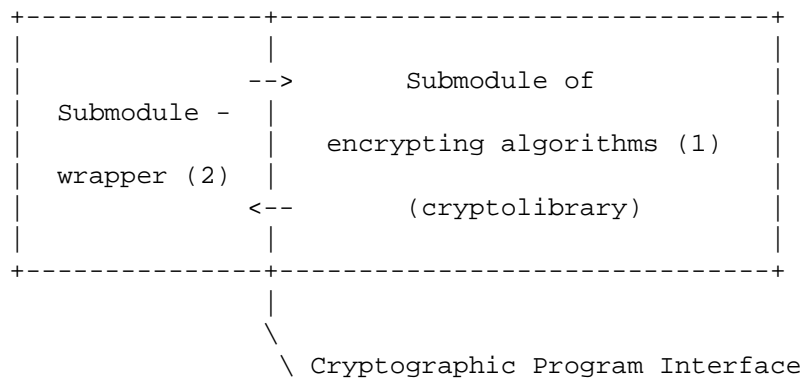 +---------------+------------------------------+
| | |
| --> Submodule of |
| Submodule - | |
| | encrypting algorithms (1) |
| wrapper (2) | |
| <-- (cryptolibrary) |
| | |
+---------------+------------------------------+
|
\
\ Cryptographic Program Interface